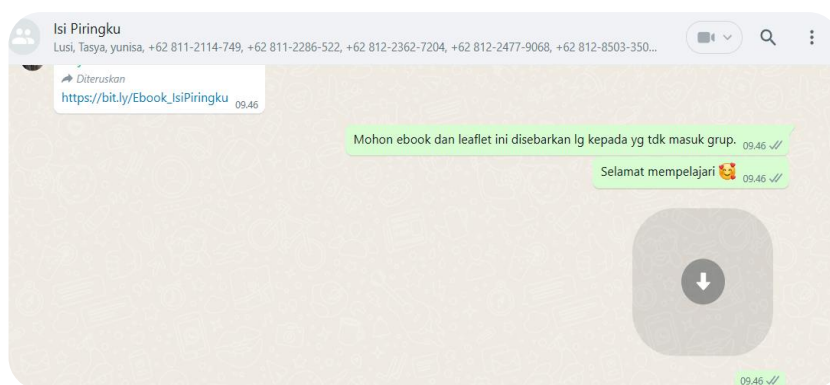 Isi Piringku
Lusi, Tasya, yunisa, +62 811-2114-749, +62 811-2286-522, +62 812-2362-7204, +62 812-2477-9068, +62 812-8503-350...
Diteruskan
https://bit.ly/Ebook_IsiPiringku 09.46
Mohon ebook dan leaflet ini disebarkan lg kepada yg tdk masuk grup. 09.46
Selamat mempelajari 🥰 09.46
09.46